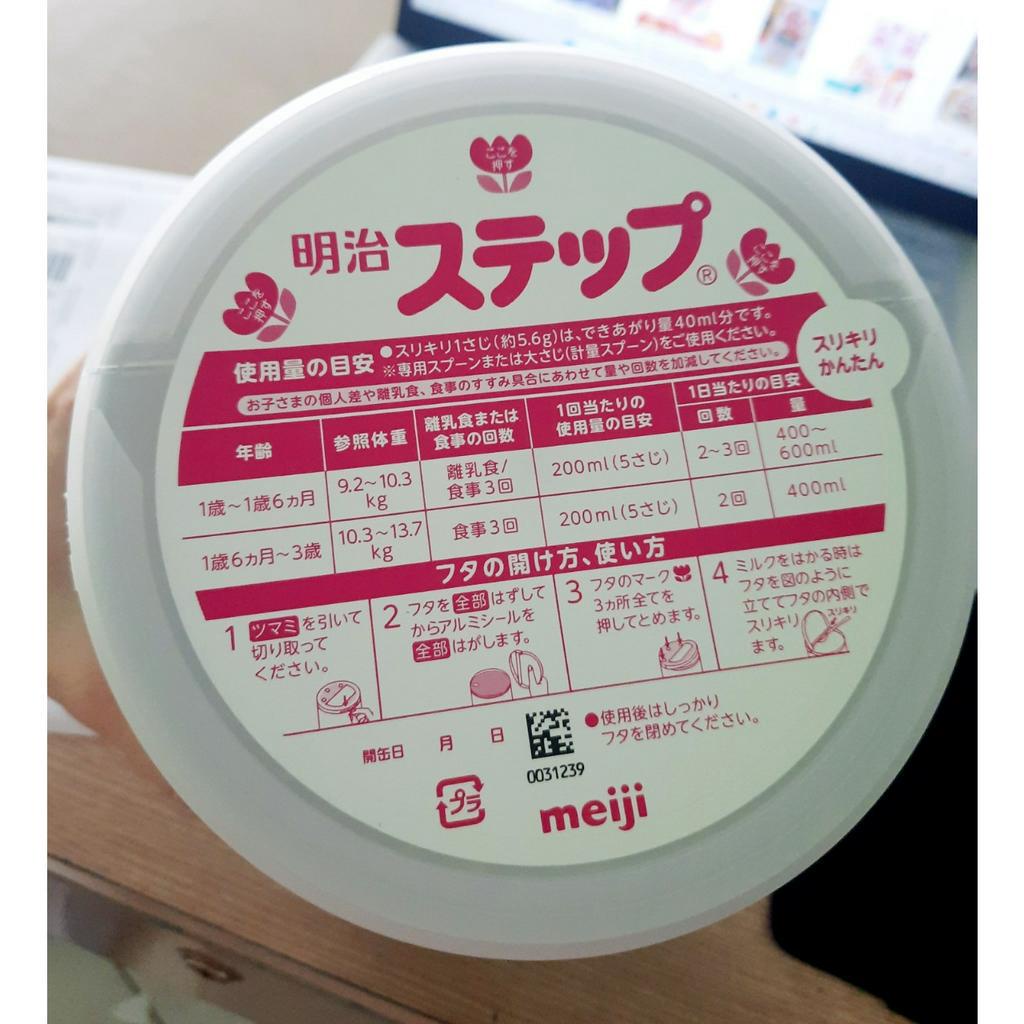 ここを
押す
明治ステップ®
ここを
押す
ここを
押す
使用量の目安
●スリキリ1さじ(約5.6g)は、できあがり量40ml分です。
※専用スプーンまたは大さじ(計量スプーン)をご使用ください。
お子さまの個人差や離乳食、食事のすすみ具合にあわせて量や回数を加減してください。
スリキリ
かんたん
年齢
参照体重
離乳食または
食事の回数
1回当たりの
使用量の目安
1日当たりの目安
回数
量
1歳～1歳6ヵ月
9.2～10.3
kg
離乳食/
食事3回
200ml(5さじ)
2～3回
400～
600ml
1歳6ヵ月～3歳
10.3～13.7
kg
食事3回
200ml(5さじ)
2回
400ml
フタの開け方、使い方
1 ツマミを引いて
切り取って
ください。
2 フタを全部はずして
からアルミシールを
全部はがします。
3 フタのマーク
3ヵ所全てを
押してとめます。
4 ミルクをはかる時は
フタを図のように
立ててフタの内側で
スリキリ
ます。
スリキリ
開缶日 月 日
0031239
●使用後はしっかり
フタを閉めてください。
プラ
meiji